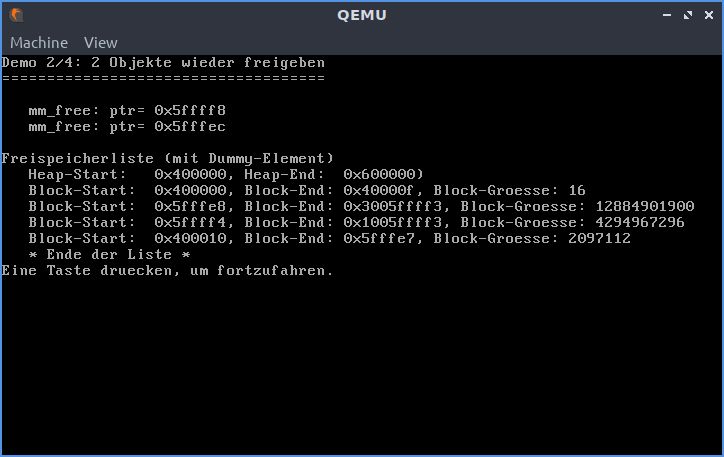 QEMU
Machine View
Demo 2/4: 2 Objekte wieder freigeben
====================================
mm_free: ptr= 0x5ffff8
mm_free: ptr= 0x5fffec
Freispeicherliste (mit Dummy-Element)
Heap-Start: 0x400000, Heap-End: 0x600000)
Block-Start: 0x400000, Block-End: 0x40000f, Block-Groesse: 16
Block-Start: 0x5fffe8, Block-End: 0x3005ffff3, Block-Groesse: 12884901900
Block-Start: 0x5ffff4, Block-End: 0x1005ffff3, Block-Groesse: 4294967296
Block-Start: 0x400010, Block-End: 0x5fffe7, Block-Groesse: 2097112
* Ende der Liste *
Eine Taste druecken, um fortzufahren.